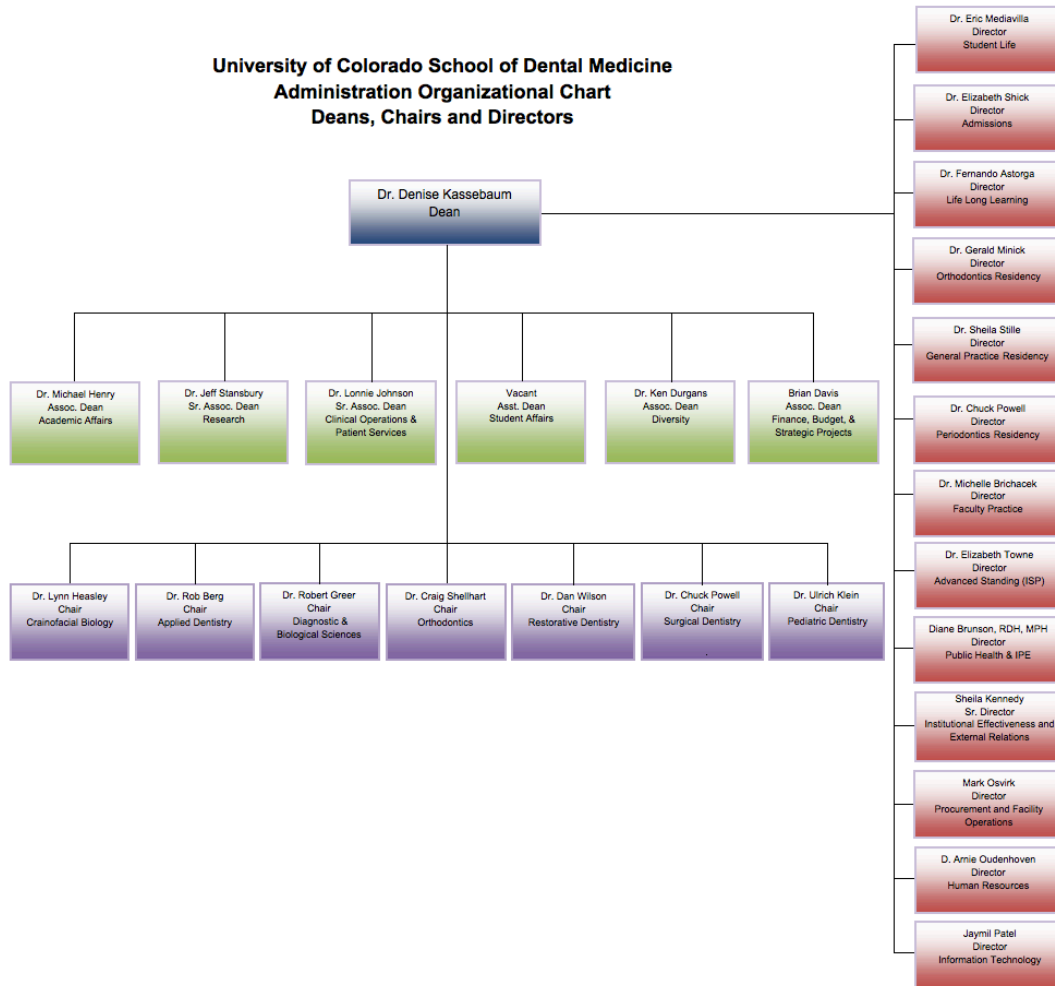 University of Colorado School of Dental Medicine
Administration Organizational Chart
Deans, Chairs and Directors
Dr. Denise Kassebaum
Dean
Dr. Michael Henry
Assoc. Dean
Academic Affairs
Dr. Jeff Stansbury
Sr. Assoc. Dean
Research
Dr. Lonnie Johnson
Sr. Assoc. Dean
Clinical Operations &
Patient Services
Vacant
Asst. Dean
Student Affairs
Dr. Ken Durgans
Assoc. Dean
Diversity
Brian Davis
Assoc. Dean
Finance, Budget, &
Strategic Projects
Dr. Lynn Heasley
Chair
Crainofacial Biology
Dr. Rob Berg
Chair
Applied Dentistry
Dr. Robert Greer
Chair
Diagnostic &
Biological Sciences
Dr. Craig Shellhart
Chair
Orthodontics
Dr. Dan Wilson
Chair
Restorative Dentistry
Dr. Chuck Powell
Chair
Surgical Dentistry
.
Dr. Ulrich Klein
Chair
Pediatric Dentistry
Dr. Eric Mediavilla
Director
Student Life
Dr. Elizabeth Shick
Director
Admissions
Dr. Fernando Astorga
Director
Life Long Learning
Dr. Gerald Minick
Director
Orthodontics Residency
Dr. Sheila Stille
Director
General Practice Residency
Dr. Chuck Powell
Director
Periodontics Residency
Dr. Michelle Brichacek
Director
Faculty Practice
Dr. Elizabeth Towne
Director
Advanced Standing (ISP)
Diane Brunson, RDH, MPH
Director
Public Health & IPE
Sheila Kennedy
Sr. Director
Institutional Effectiveness and
External Relations
Mark Osvirk
Director
Procurement and Facility
Operations
D. Arnie Oudenhoven
Director
Human Resources
Jaymil Patel
Director
Information Technology